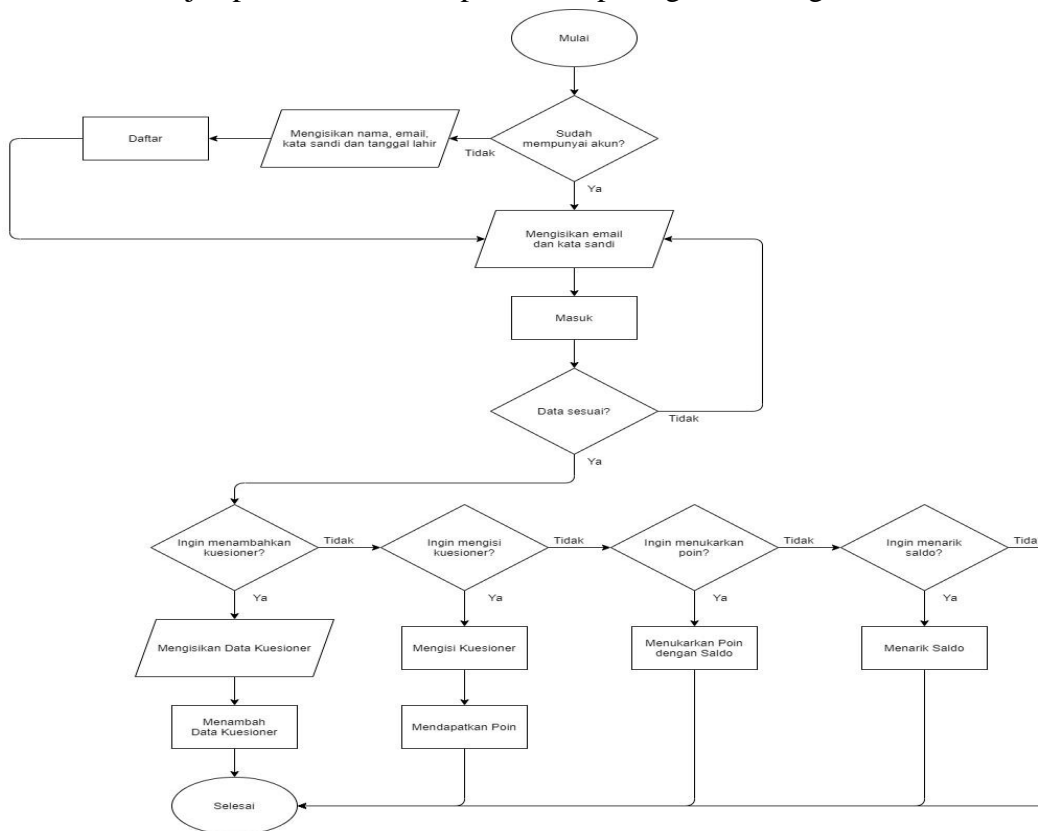 Mulai
Sudah
mempunyai akun?
Tidak
Mengisikan nama, email,
kata sandi dan tanggal lahir
Daftar
Ya
Mengisikan email
dan kata sandi
Masuk
Data sesuai?
Tidak
Ya
Ingin menambahkan
kuesioner?
Tidak
Ingin mengisi
kuesioner?
Tidak
Ingin menukarkan
poin?
Tidak
Ingin menarik
saldo?
Tida
Ya
Ya
Ya
Ya
Mengisikan Data Kuesioner
Mengisi Kuesioner
Menukarkan Poin
dengan Saldo
Menarik Saldo
Menambah
Data Kuesioner
Mendapatkan Poin
Selesai